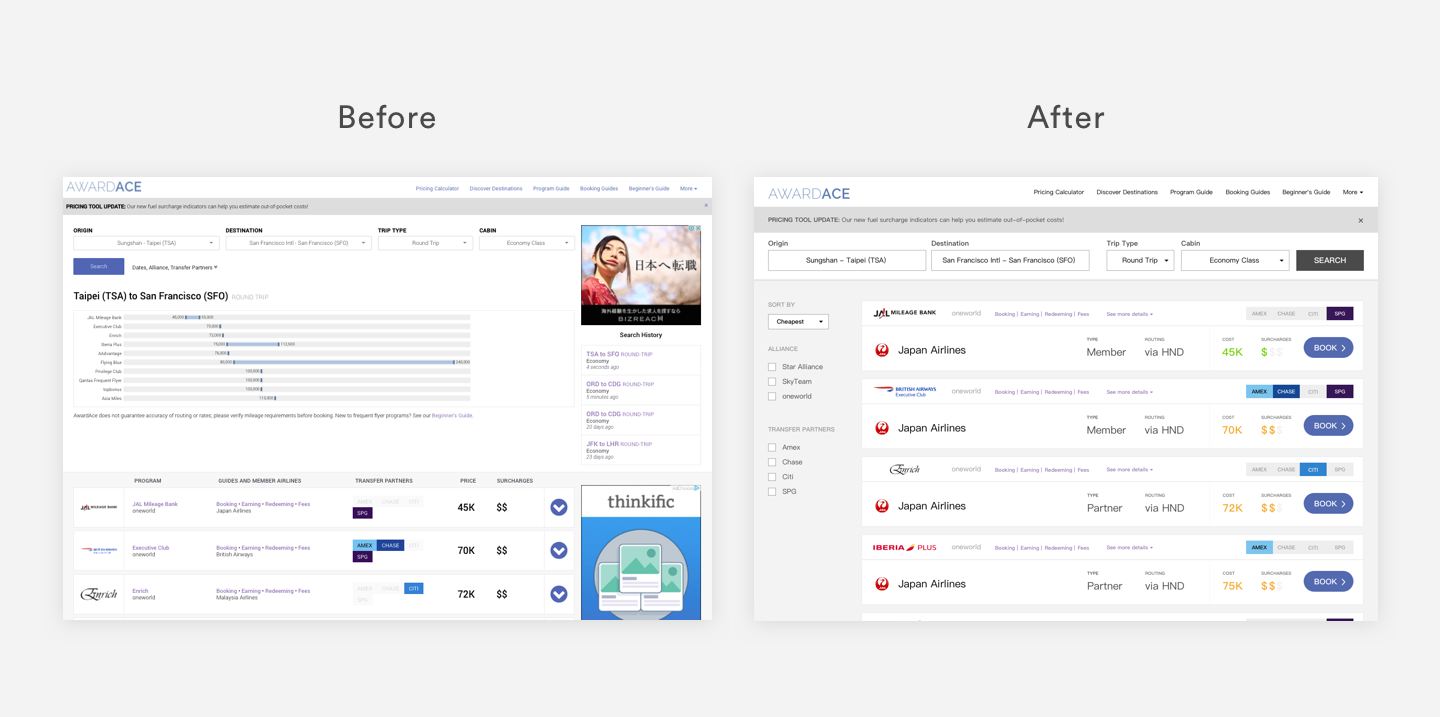 Before
AWARDACE
Pricing Calculator Discover Destinations Program Guide Booking Guides Beginner's Guide More
PRICING TOOL UPDATE: Our new fuel surcharge indicators can help you estimate out-of-pocket costs! ×
ORIGIN DESTINATION TRIP TYPE CABIN
Sungshan - Taipei (TSA) San Francisco Intl - San Francisco (SFO) Round Trip Economy Class
Search Dates, Alliance, Transfer Partners
Taipei (TSA) to San Francisco (SFO) ROUND TRIP
JAL Mileage Bank 45,000 55,000
Executive Club 70,000
Enrich 72,000
Iberia Plus 75,000 112,500
AAdvantage 76,000
Flying Blue 80,000 240,000
Privilege Club 100,000
Qantas Frequent Flyer 100,000
topbonus 100,000
Asia Miles 110,000
AwardAce does not guarantee accuracy of routing or rates; please verify mileage requirements before booking. New to frequent flyer programs? See our Beginner's Guide.
日本へ転職
海外経験を生かした求人を探すなら
BIZREACH
Search History
TSA to SFO ROUND-TRIP
Economy
4 seconds ago
ORD to CDG ROUND-TRIP
Economy
5 minutes ago
ORD to CDG ROUND-TRIP
Economy
20 days ago
JFK to LHR ROUND-TRIP
Economy
23 days ago
PROGRAM GUIDES AND MEMBER AIRLINES TRANSFER PARTNERS PRICE SURCHARGES
JAL MILEAGE BANK JAL Mileage Bank Booking • Earning • Redeeming • Fees AMEX CHASE CITI 45K $$
oneworld Japan Airlines SPG
BRITISH AIRWAYS Executive Club Booking • Earning • Redeeming • Fees AMEX CHASE CITI 70K $$
oneworld British Airways SPG
Enrich Enrich Booking • Earning • Redeeming • Fees AMEX CHASE CITI 72K $$
oneworld Malaysia Airlines SPG
thinkific
After
AWARDACE
Pricing Calculator Discover Destinations Program Guide Booking Guides Beginner's Guide More
PRICING TOOL UPDATE: Our new fuel surcharge indicators can help you estimate out-of-pocket costs! ×
Origin Destination Trip Type Cabin
Sungshan – Taipei (TSA) San Francisco Intl – San Francisco (SFO) Round Trip Economy Class SEARCH
SORT BY
Cheapest
ALLIANCE
Star Alliance
SkyTeam
oneworld
TRANSFER PARTNERS
Amex
Chase
Citi
SPG
JAL MILEAGE BANK oneworld Booking | Earning | Redeeming | Fees See more details AMEX CHASE CITI SPG
TYPE ROUTING COST SURCHARGES
Japan Airlines Member via HND 45K $$$ BOOK
BRITISH AIRWAYS
Executive Club oneworld Booking | Earning | Redeeming | Fees See more details AMEX CHASE CITI SPG
TYPE ROUTING COST SURCHARGES
Japan Airlines Member via HND 70K $$$ BOOK
Enrich oneworld Booking | Earning | Redeeming | Fees See more details AMEX CHASE CITI SPG
TYPE ROUTING COST SURCHARGES
Japan Airlines Partner via HND 72K $$$ BOOK
IBERIA PLUS oneworld Booking | Earning | Redeeming | Fees See more details AMEX CHASE CITI SPG
TYPE ROUTING COST SURCHARGES
Japan Airlines Partner via HND 75K $$$ BOOK